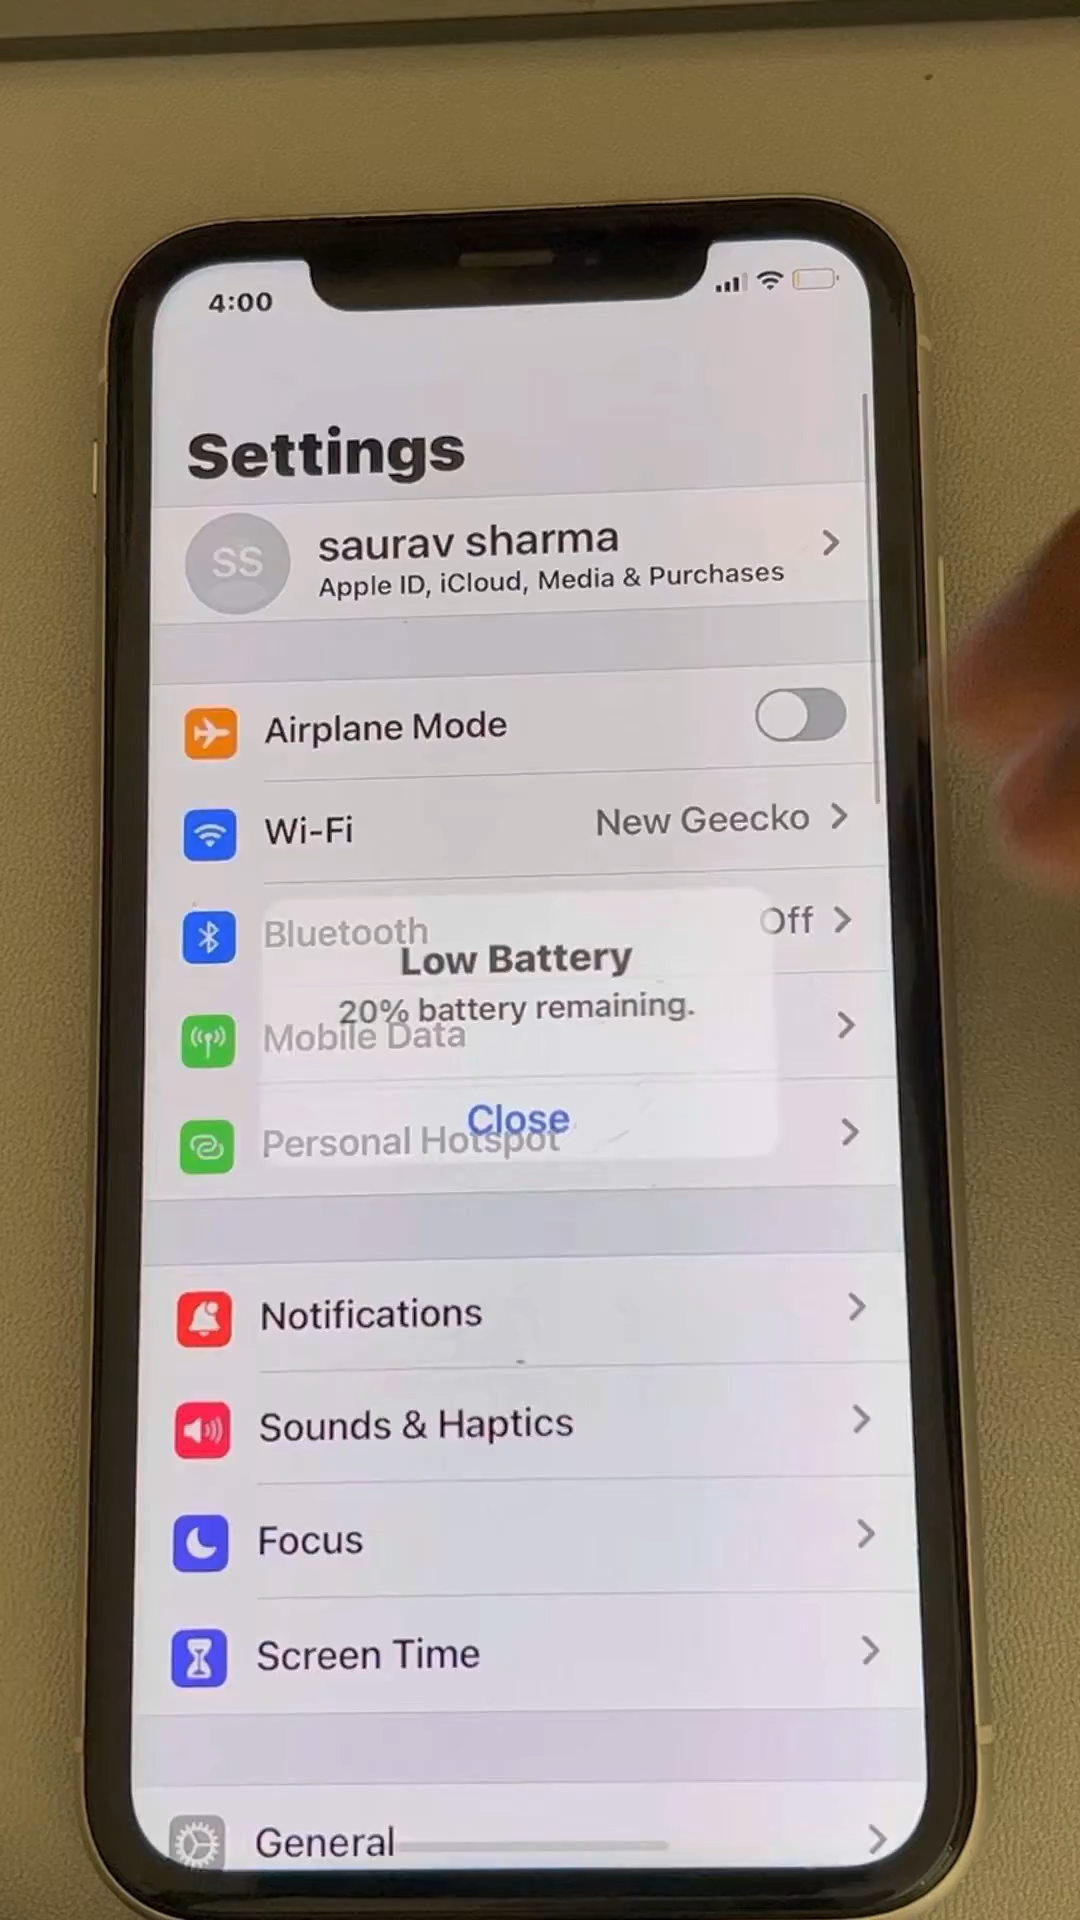 4:00
Settings
SS
saurav sharma
Apple ID, iCloud, Media & Purchases
Airplane Mode
Wi-Fi New Geecko
Bluetooth Off
Low Battery
20% battery remaining.
Mobile Data
Close
Personal Hotspot
Notifications
Sounds & Haptics
Focus
Screen Time
General